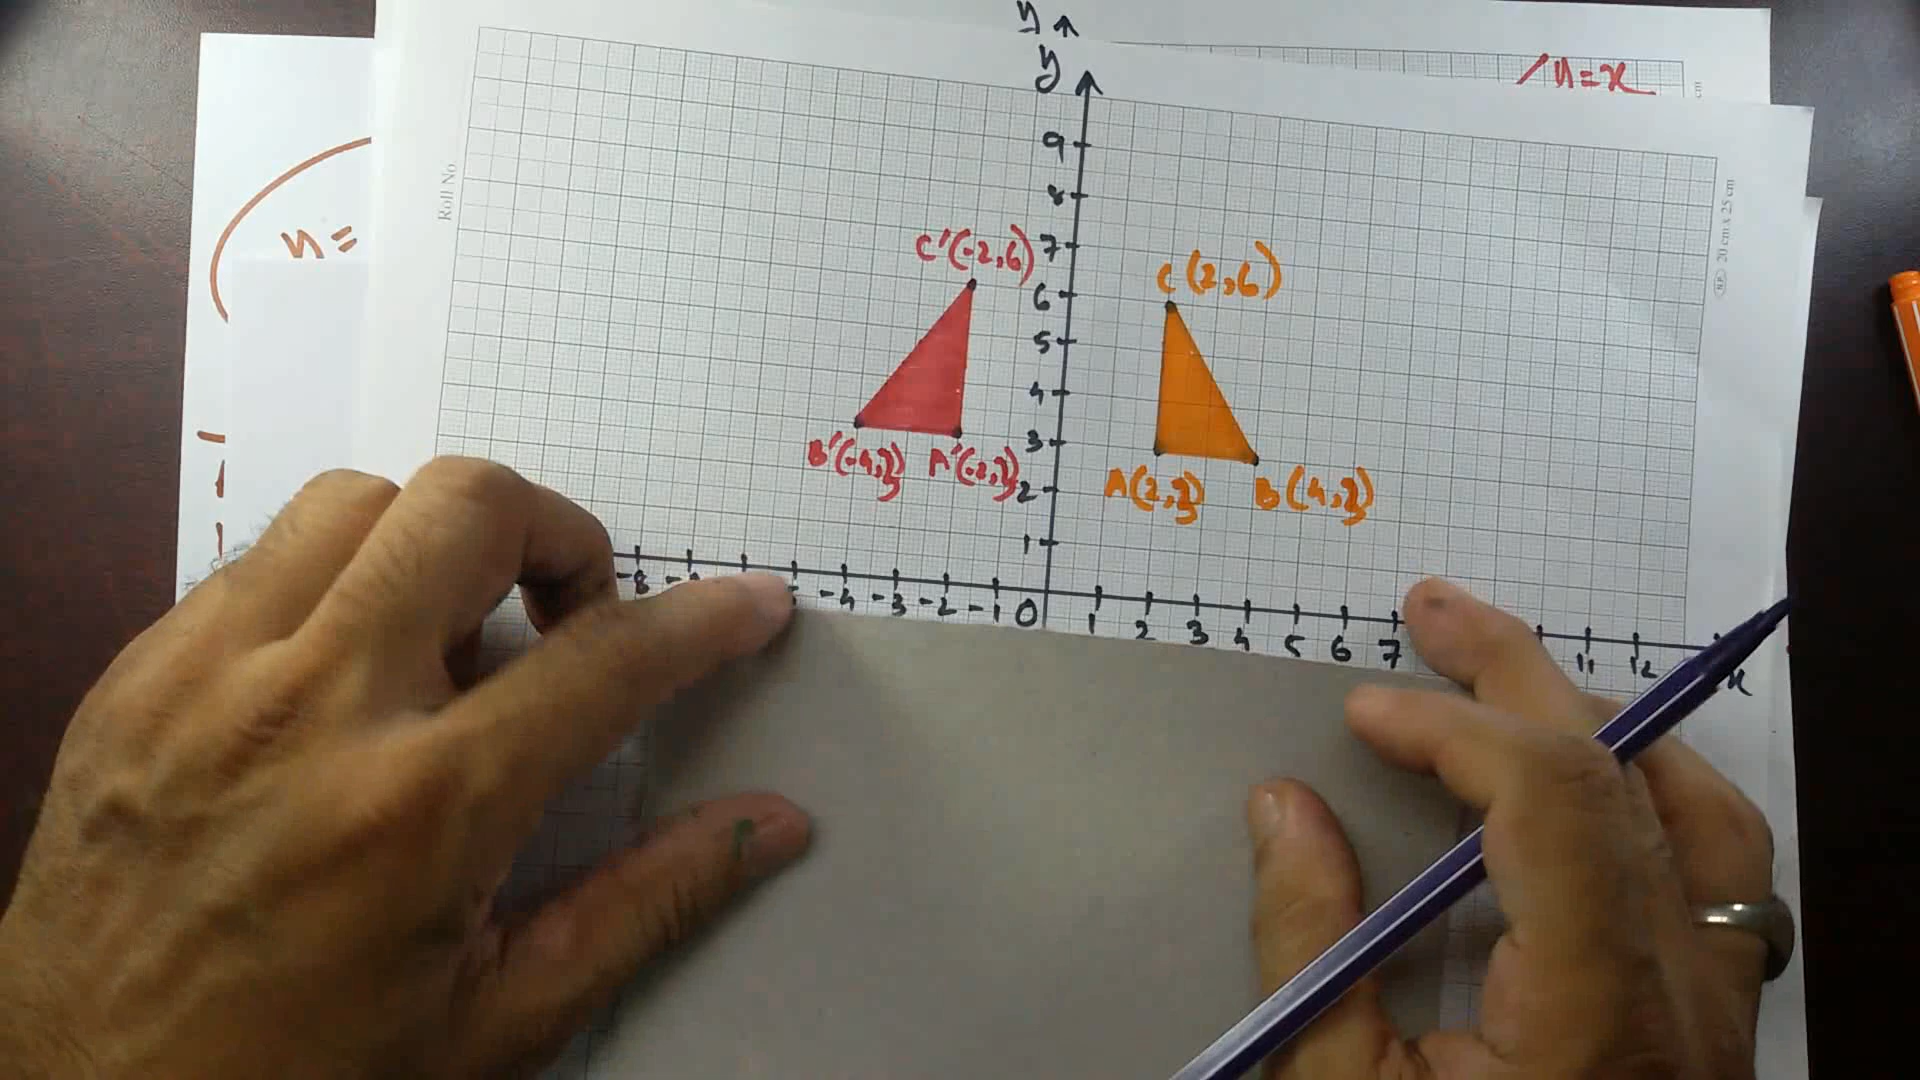 y
y
y=x
cm
9
Roll No
8
20 cm x 25 cm
7
C'(-2,6)
C(2,6)
6
5
4
3
B'(-4,3) A'(-2,3)
A(2,3) B(4,3)
2
1
-8 -4 -3 -2 -1 0 1 2 3 4 5 6 7 11 12
x